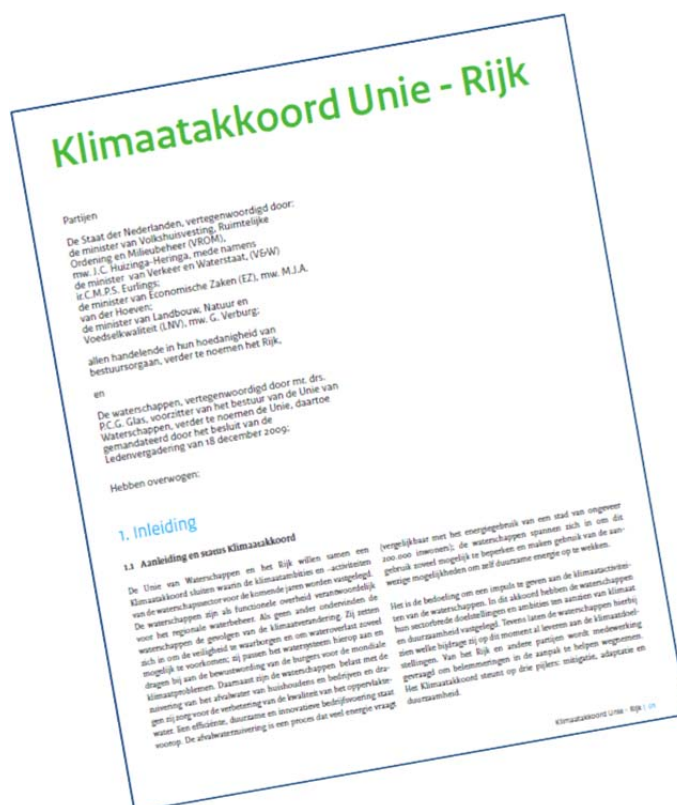 Klimaatakkoord Unie - Rijk
Partijen
De Staat der Nederlanden, vertegenwoordigd door:
de minister van Volkshuisvesting, Ruimtelijke
Ordening en Milieubeheer (VROM),
mw. J.C. Huizinga-Heringa, mede namens
de minister van Verkeer en Waterstaat, (V&W)
ir.C.M.P.S. Eurlings;
de minister van Economische Zaken (EZ), mw. M.J.A.
van der Hoeven;
de minister van Landbouw, Natuur en
Voedselkwaliteit (LNV), mw. G. Verburg;
allen handelende in hun hoedanigheid van
bestuursorgaan, verder te noemen het Rijk,
en
De waterschappen, vertegenwoordigd door mr. drs.
P.C.G. Glas, voorzitter van het bestuur van de Unie van
Waterschappen, verder te noemen de Unie, daartoe
gemandateerd door het besluit van de
Ledenvergadering van 18 december 2009;
Hebben overwogen:
1. Inleiding
1.1 Aanleiding en status Klimaatakkoord
De Unie van Waterschappen en het Rijk willen samen een
Klimaatakkoord sluiten waarin de klimaatambities en -activiteiten
van de waterschapssector voor de komende jaren worden vastgelegd.
De waterschappen zijn als functionele overheid verantwoordelijk
voor het regionale waterbeheer. Als geen ander ondervinden de
waterschappen de gevolgen van de klimaatverandering. Zij zetten
zich in om de veiligheid te waarborgen en om wateroverlast zoveel
mogelijk te voorkomen; zij passen het watersysteem hierop aan en
dragen bij aan de bewustwording van de burgers voor de mondiale
klimaatproblemen. Daarnaast zijn de waterschappen belast met de
zuivering van het afvalwater van huishoudens en bedrijven en dra-
gen zij zorg voor de verbetering van de kwaliteit van het oppervlakte-
water. Een efficiënte, duurzame en innovatieve bedrijfsvoering staat
voorop. De afvalwaterzuivering is een proces dat veel energie vraagt
(vergelijkbaar met het energiegebruik van een stad van ongeveer
200.000 inwoners); de waterschappen spannen zich in om dit
gebruik zoveel mogelijk te beperken en maken gebruik van de aan-
wezige mogelijkheden om zelf duurzame energie op te wekken.
Het is de bedoeling om een impuls te geven aan de klimaatactivitei-
ten van de waterschappen. In dit akkoord hebben de waterschappen
hun sectorbrede doelstellingen en ambities ten aanzien van klimaat
en duurzaamheid vastgelegd. Tevens laten de waterschappen hierbij
zien welke bijdrage zij op dit moment al leveren aan de klimaatdoel-
stellingen. Van het Rijk en andere partijen wordt medewerking
gevraagd om belemmeringen in de aanpak te helpen wegnemen.
Het Klimaatakkoord steunt op drie pijlers: mitigatie, adaptatie en
duurzaamheid.
Klimaatakkoord Unie - Rijk | 01